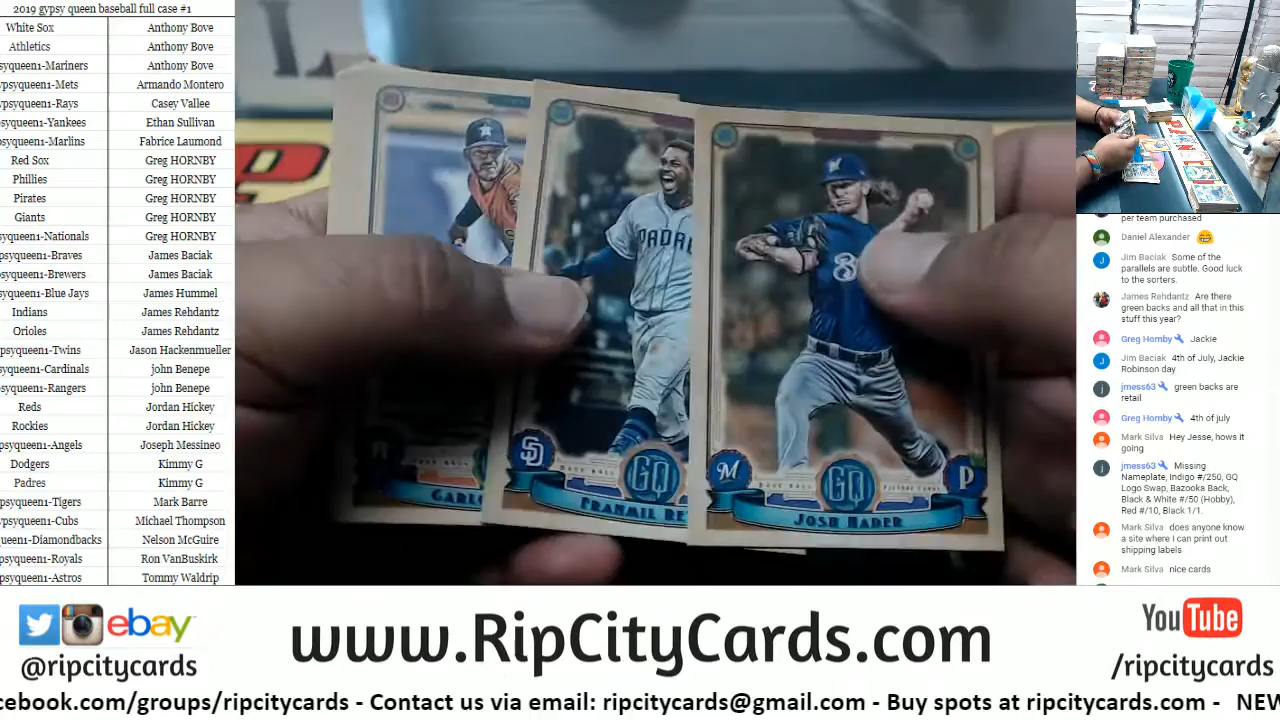 2019 gypsy queen baseball full case #1
White Sox Anthony Bove
Athletics Anthony Bove
syqueen1-Mariners Anthony Bove
ypsyqueen1-Mets Armando Montero
ypsyqueen1-Rays Casey Vallee
psyqueen1-Yankees Ethan Sullivan
psyqueen1-Marlins Fabrice Laumond
Red Sox Greg HORNBY
Phillies Greg HORNBY
Pirates Greg HORNBY
Giants Greg HORNBY
syqueen1-Nationals Greg HORNBY
psyqueen1-Braves James Baciak
psyqueen1-Brewers James Baciak
psyqueen1-Blue Jays James Hummel
Indians James Rehdantz
Orioles James Rehdantz
ypsyqueen1-Twins Jason Hackenmueller
syqueen1-Cardinals john Benepe
psyqueen1-Rangers john Benepe
Reds Jordan Hickey
Rockies Jordan Hickey
psyqueen1-Angels Joseph Messineo
Dodgers Kimmy G
Padres Kimmy G
psyqueen1-Tigers Mark Barre
ypsyqueen1-Cubs Michael Thompson
ueen1-Diamondbacks Nelson McGuire
psyqueen1-Royals Ron VanBuskirk
psyqueen1-Astros Tommy Waldrip
PADRE
SD
GQ
CARLO
FRANMIL RE
M
GQ
P
JOSH HADER
per team purchased
Daniel Alexander
Jim Baciak Some of the
parallels are subtle. Good luck
to the sorters.
James Rehdantz Are there
green backs and all that in this
stuff this year?
Greg Hornby Jackie
Jim Baciak 4th of July, Jackie
Robinson day
jmess63 green backs are
retail
Greg Hornby 4th of july
Mark Silva Hey Jesse, hows it
going
jmess63 Missing
Nameplate, Indigo #/250, GQ
Logo Swap, Bazooka Back,
Black & White #/50 (Hobby),
Red #/10, Black 1/1.
Mark Silva does anyone know
a site where I can print out
shipping labels
Mark Silva nice cards
ebay
@ripcitycards
www.RipCityCards.com
YouTube
/ripcitycards
cebook.com/groups/ripcitycards - Contact us via email: ripcitycards@gmail.com - Buy spots at ripcitycards.com - NEW